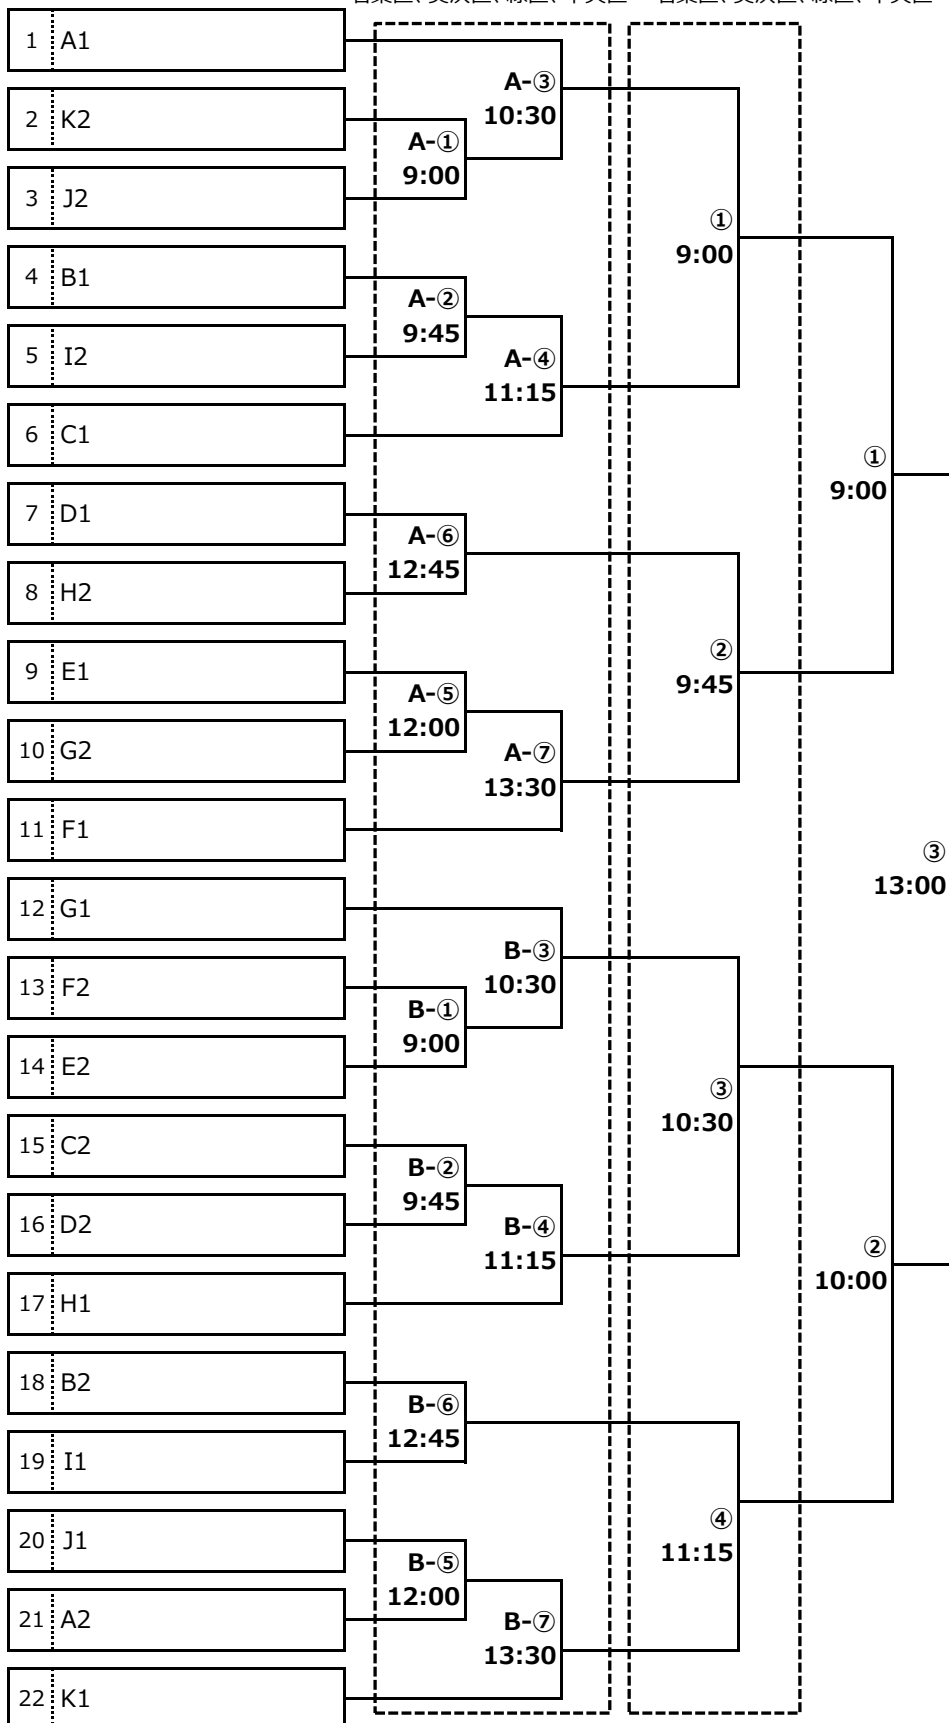 1 A1
A-③
10:30
2 K2
A-①
9:00
3 J2
①
9:00
4 B1
A-②
9:45
5 I2
A-④
11:15
6 C1
①
9:00
7 D1
A-⑥
12:45
8 H2
②
9:45
9 E1
A-⑤
12:00
10 G2
A-⑦
13:30
11 F1
③
13:00
12 G1
B-③
10:30
13 F2
B-①
9:00
14 E2
③
10:30
15 C2
B-②
9:45
16 D2
B-④
11:15
②
10:00
17 H1
18 B2
B-⑥
12:45
19 I1
④
11:15
20 J1
B-⑤
12:00
21 A2
B-⑦
13:30
22 K1